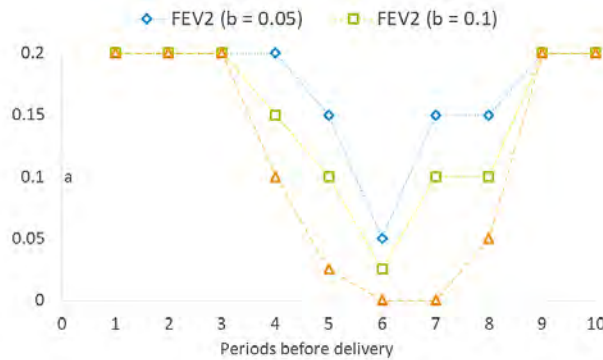 FEV2 (b = 0.05) FEV2 (b = 0.1)
0.2
0.15
0.1
a
0.05
0
0 1 2 3 4 5 6 7 8 9 10
Periods before delivery